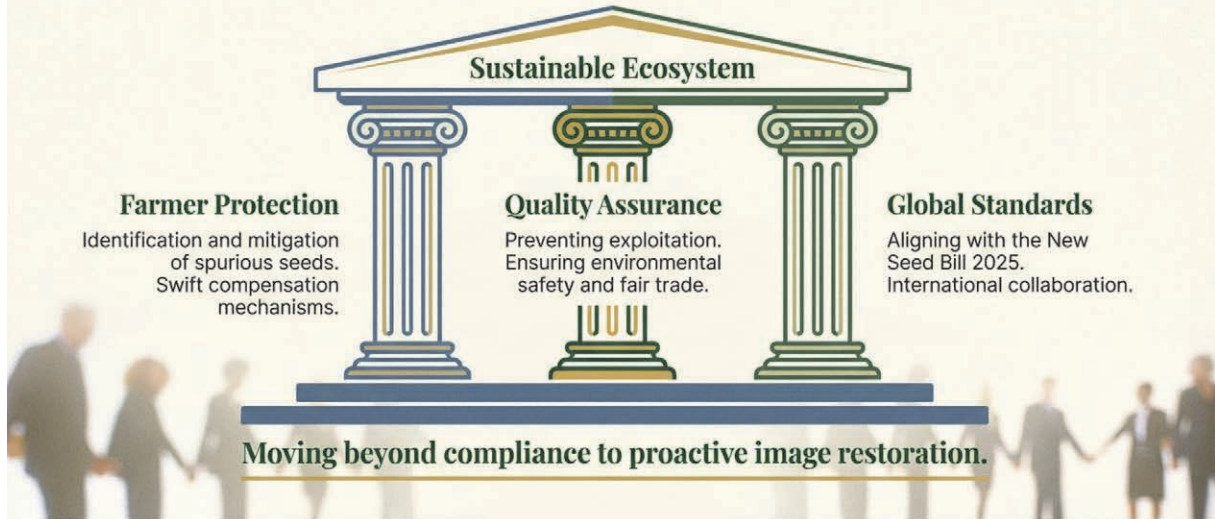 Sustainable Ecosystem
Farmer Protection
Identification and mitigation
of spurious seeds.
Swift compensation
mechanisms.
Quality Assurance
Preventing exploitation.
Ensuring environmental
safety and fair trade.
Global Standards
Aligning with the New
Seed Bill 2025.
International collaboration.
Moving beyond compliance to proactive image restoration.